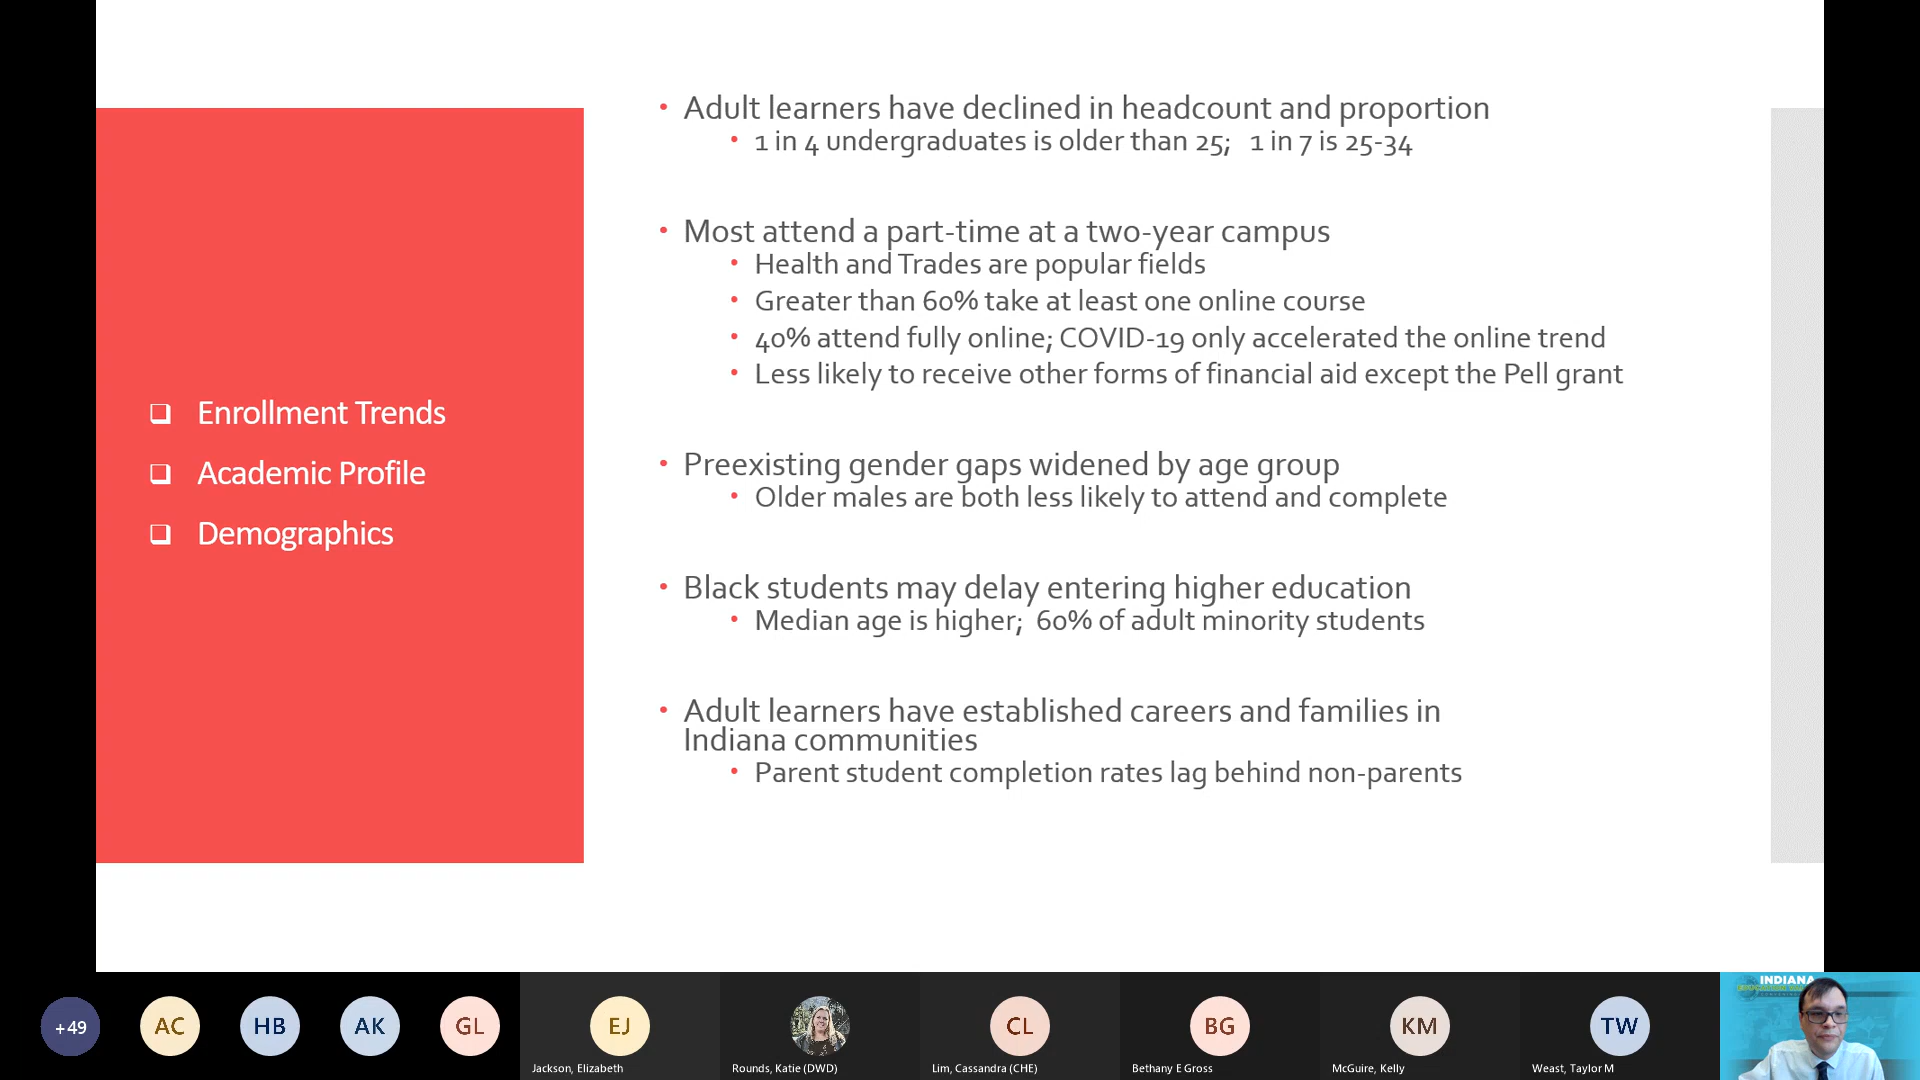 Enrollment Trends
Academic Profile
Demographics
Adult learners have declined in headcount and proportion
1 in 4 undergraduates is older than 25; 1 in 7 is 25-34
Most attend a part-time at a two-year campus
Health and Trades are popular fields
Greater than 60% take at least one online course
40% attend fully online; COVID-19 only accelerated the online trend
Less likely to receive other forms of financial aid except the Pell grant
Preexisting gender gaps widened by age group
Older males are both less likely to attend and complete
Black students may delay entering higher education
Median age is higher; 60% of adult minority students
Adult learners have established careers and families in
Indiana communities
Parent student completion rates lag behind non-parents
+49
AC
HB
AK
GL
EJ
CL
BG
KM
TW
Jackson, Elizabeth
Rounds, Katie (DWD)
Lim, Cassandra (CHE)
Bethany E Gross
McGuire, Kelly
Weast, Taylor M
INDIANA